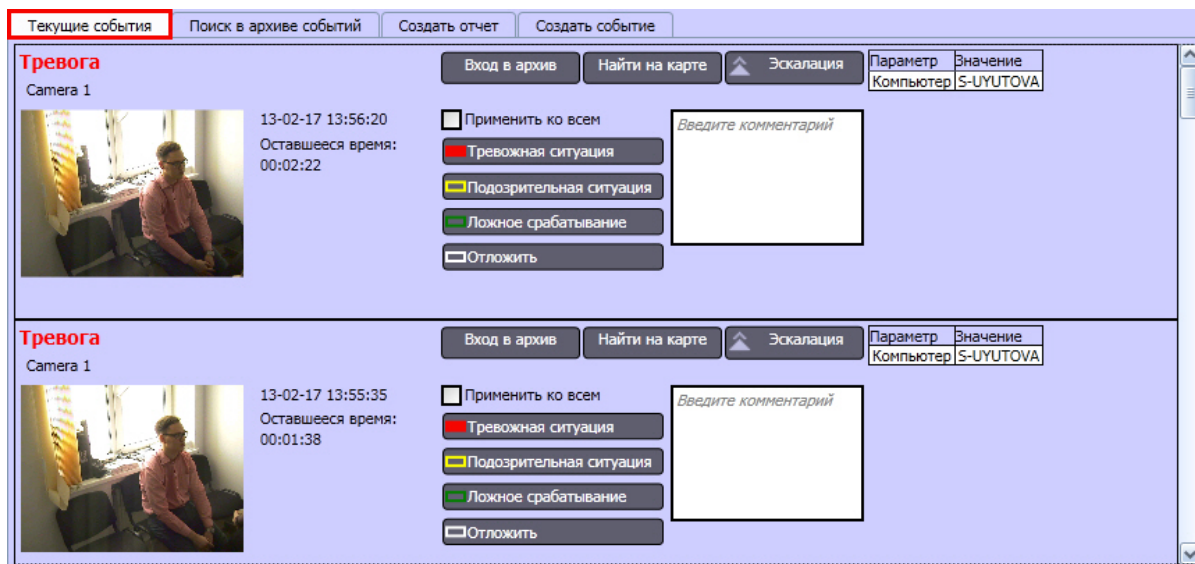 Текущие события
Поиск в архиве событий
Создать отчет
Создать событие
Тревога
Camera 1
Вход в архив
Найти на карте
Эскалация
Параметр Значение
Компьютер S-UYUTOVA
13-02-17 13:56:20
Оставшееся время:
00:02:22
Применить ко всем
Тревожная ситуация
Подозрительная ситуация
Ложное срабатывание
Отложить
Введите комментарий
Тревога
Camera 1
Вход в архив
Найти на карте
Эскалация
Параметр Значение
Компьютер S-UYUTOVA
13-02-17 13:55:35
Оставшееся время:
00:01:38
Применить ко всем
Тревожная ситуация
Подозрительная ситуация
Ложное срабатывание
Отложить
Введите комментарий